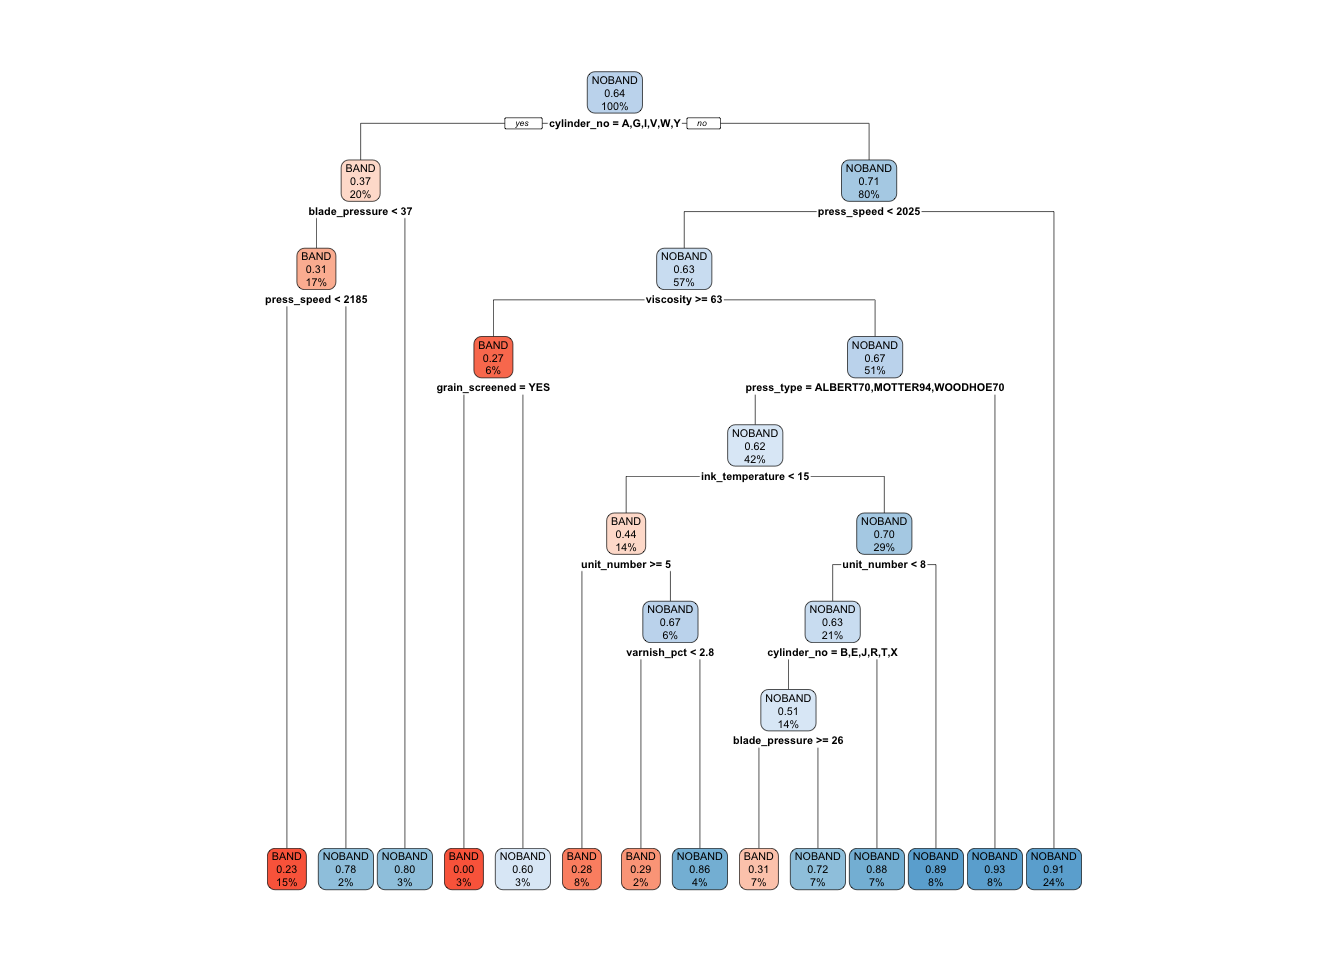 NOBAND
0.64
100%
yes
cylinder_no = A,G,I,V,W,Y
no
BAND
0.37
20%
NOBAND
0.71
80%
blade_pressure < 37
press_speed < 2025
BAND
0.31
17%
NOBAND
0.63
57%
press_speed < 2185
viscosity >= 63
BAND
0.27
6%
NOBAND
0.67
51%
grain_screened = YES
press_type = ALBERT70,MOTTER94,WOODHOE70
NOBAND
0.62
42%
ink_temperature < 15
BAND
0.44
14%
NOBAND
0.70
29%
unit_number >= 5
unit_number < 8
NOBAND
0.67
6%
NOBAND
0.63
21%
varnish_pct < 2.8
cylinder_no = B,E,J,R,T,X
NOBAND
0.51
14%
blade_pressure >= 26
BAND
0.23
15%
NOBAND
0.78
2%
NOBAND
0.80
3%
BAND
0.00
3%
NOBAND
0.60
3%
BAND
0.28
8%
BAND
0.29
2%
NOBAND
0.86
4%
BAND
0.31
7%
NOBAND
0.72
7%
NOBAND
0.88
7%
NOBAND
0.89
8%
NOBAND
0.93
8%
NOBAND
0.91
24%